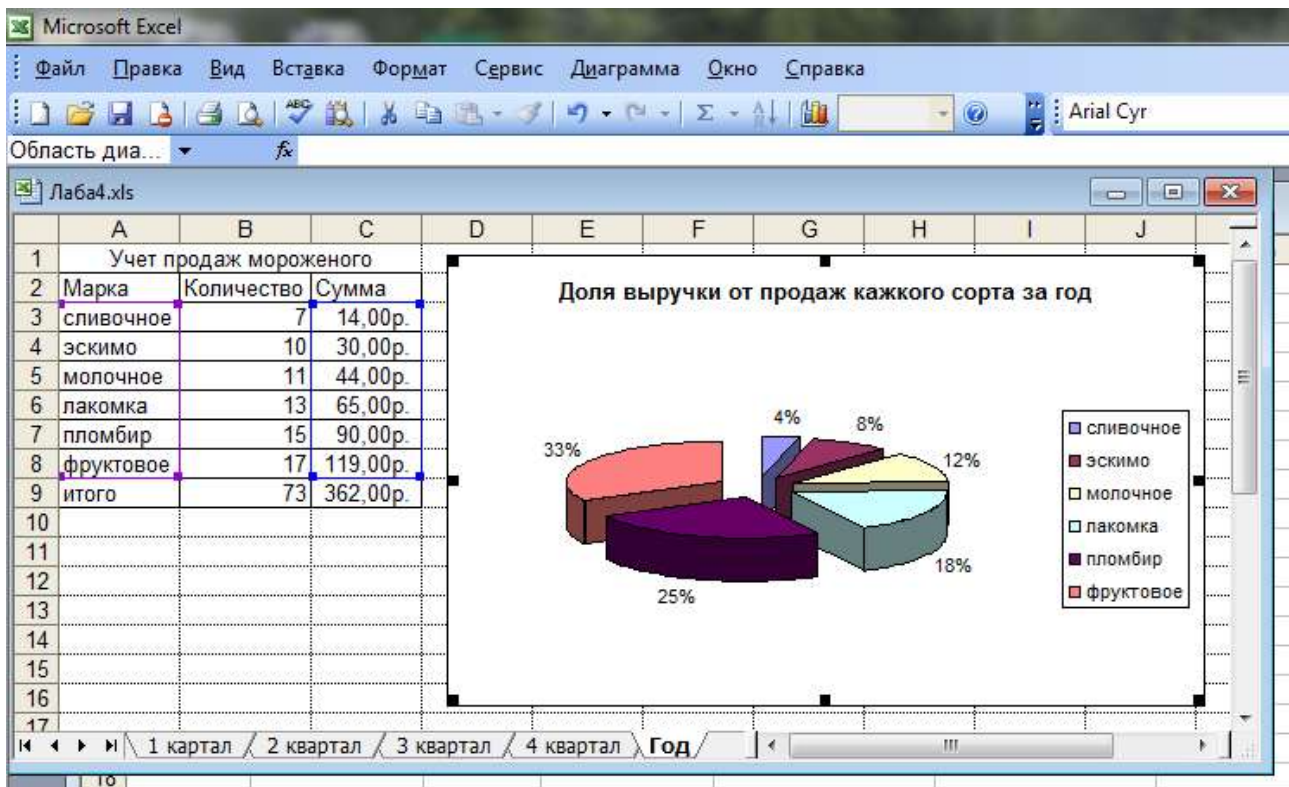 Microsoft Excel
Файл Правка Вид Вставка Формат Сервис Диаграмма Окно Справка
ABC Σ Arial Cyr
Область диа... fx
Лаба4.xls
A B C D E F G H I J
1 Учет продаж мороженого
2 Марка Количество Сумма
3 сливочное 7 14,00р.
4 эскимо 10 30,00р.
5 молочное 11 44,00р.
6 лакомка 13 65,00р.
7 пломбир 15 90,00р.
8 фруктовое 17 119,00р.
9 итого 73 362,00р.
10
11
12
13
14
15
16
17
Доля выручки от продаж кажкого сорта за год
4%
8%
12%
18%
25%
33%
сливочное
эскимо
молочное
лакомка
пломбир
фруктовое
1 картал / 2 квартал / 3 квартал / 4 квартал \ Год /